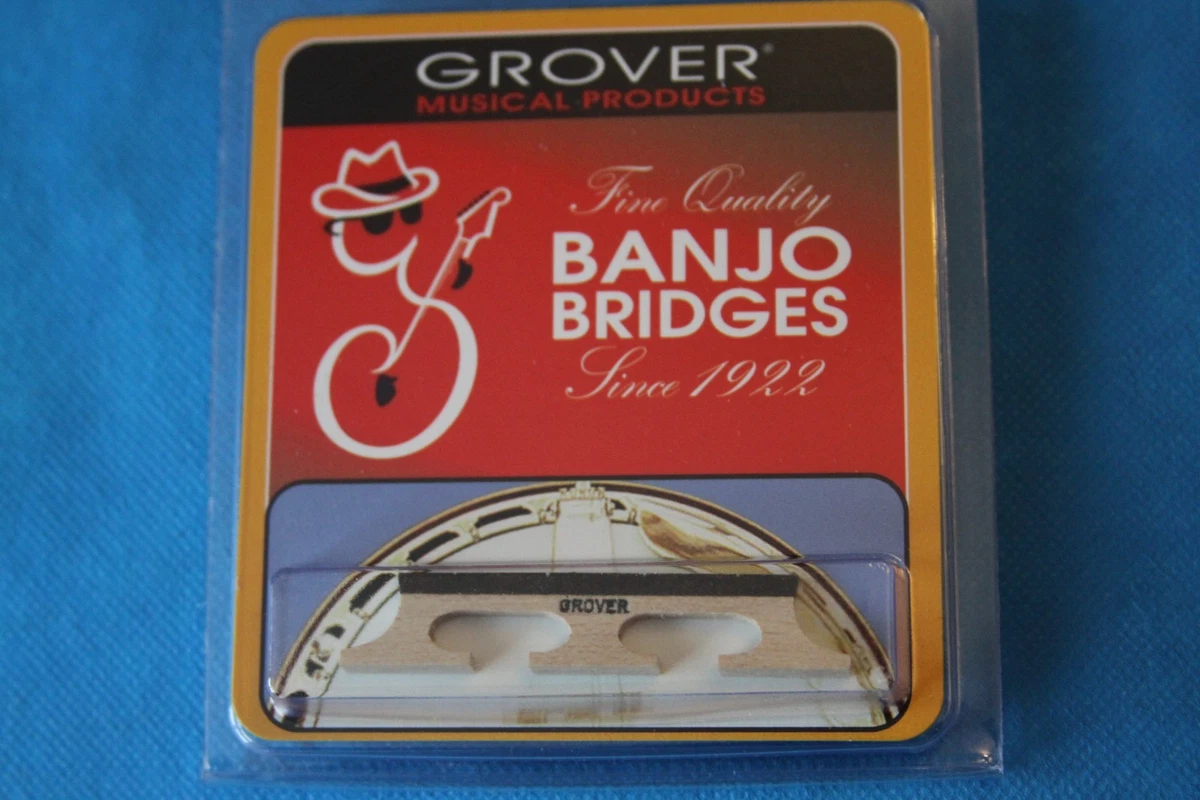 GROVER®
MUSICAL PRODUCTS
Fine Quality
BANJO
BRIDGES
Since 1922
GROVER